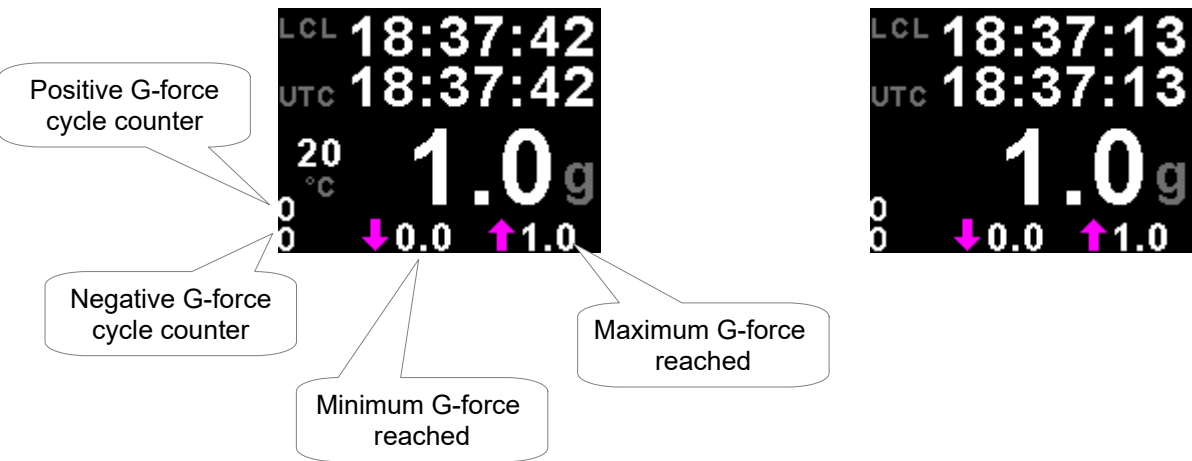 LCL 18:37:42
UTC 18:37:42
20
°C
1.0 g
0
0
↓0.0 ↑1.0
LCL 18:37:13
UTC 18:37:13
1.0 g
0
0
↓0.0 ↑1.0
Positive G-force
cycle counter
Negative G-force
cycle counter
Minimum G-force
reached
Maximum G-force
reached